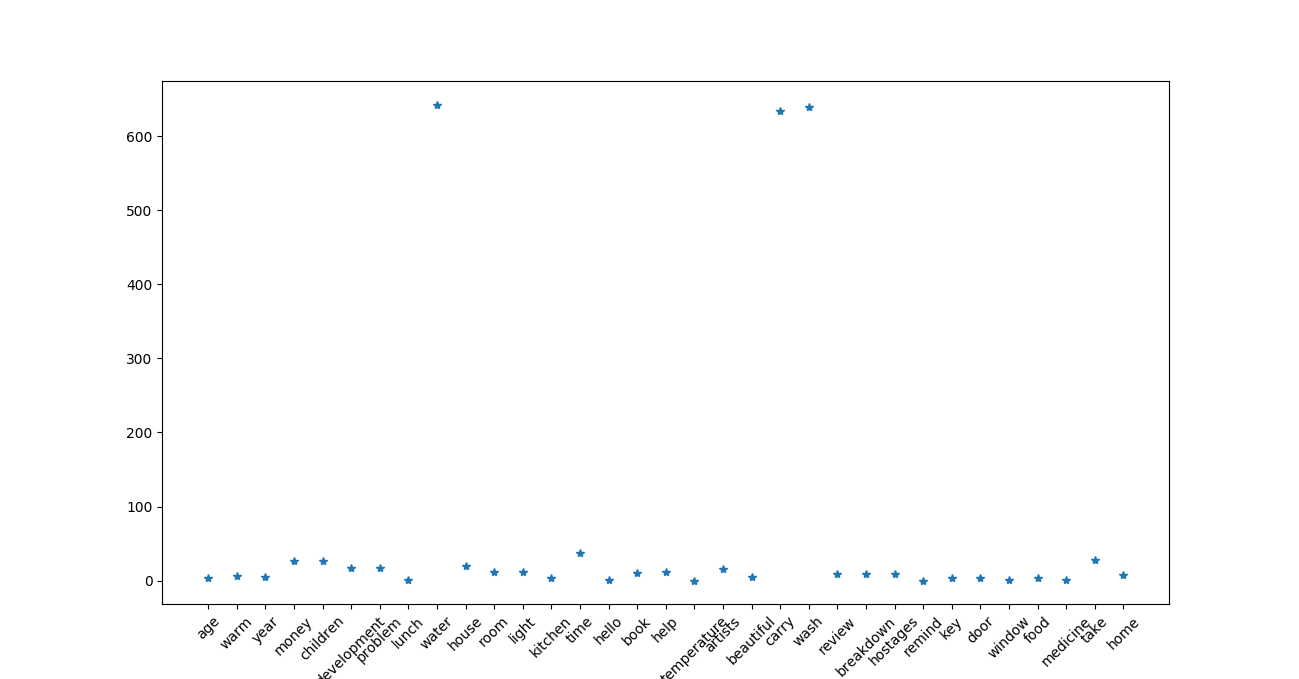 600
500
400
300
200
100
0
age
warm
year
money
children
development
problem
lunch
water
house
room
light
kitchen
time
hello
book
help
temperature
artists
beautiful
carry
wash
review
breakdown
hostages
remind
key
door
window
food
medicine
take
home